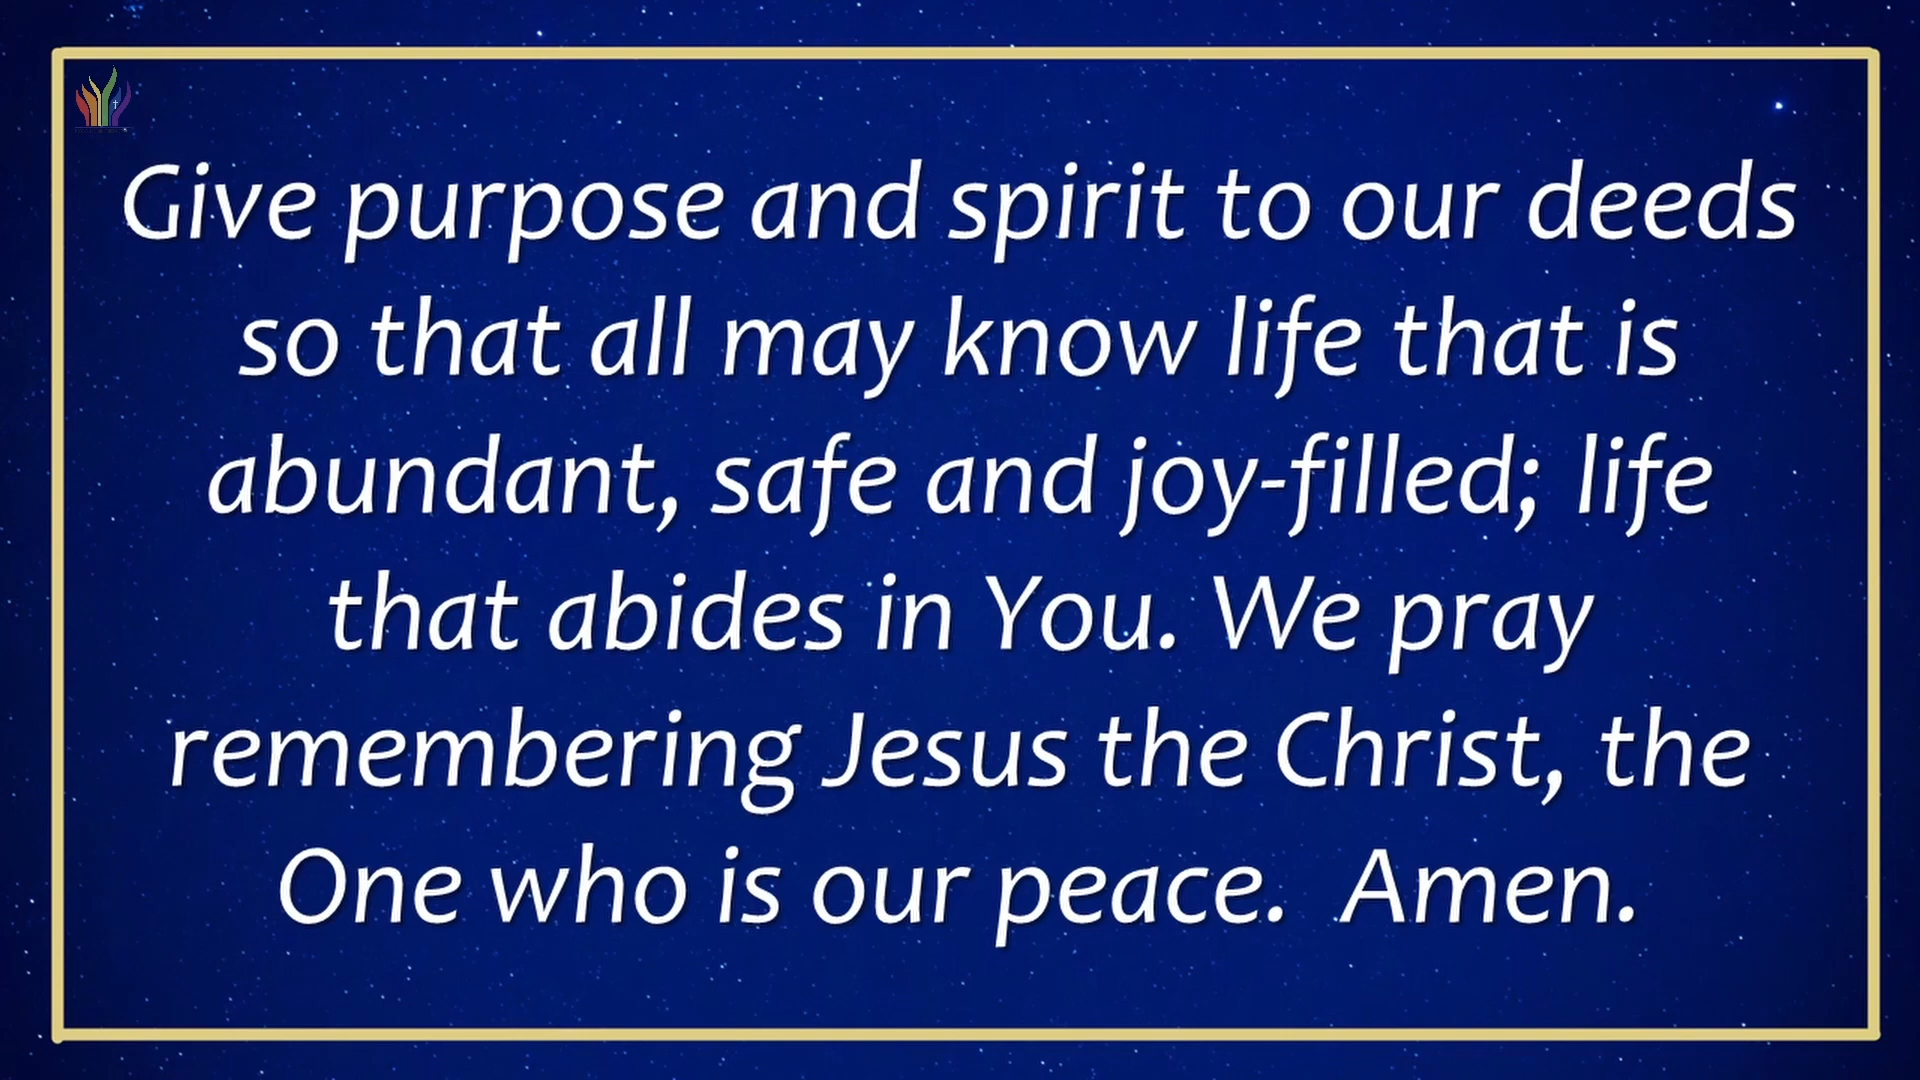 Give purpose and spirit to our deeds
so that all may know life that is
abundant, safe and joy-filled; life
that abides in You. We pray
remembering Jesus the Christ, the
One who is our peace.  Amen.